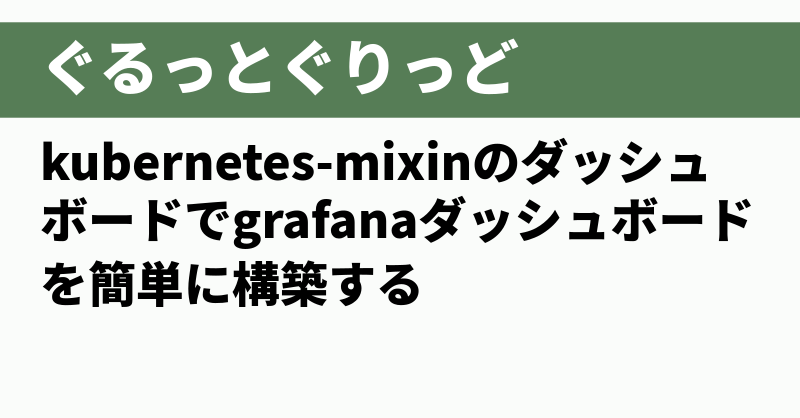 ぐるっとぐりっど
kubernetes-mixinのダッシュ
ボードでgrafanaダッシュボード
を簡単に構築する